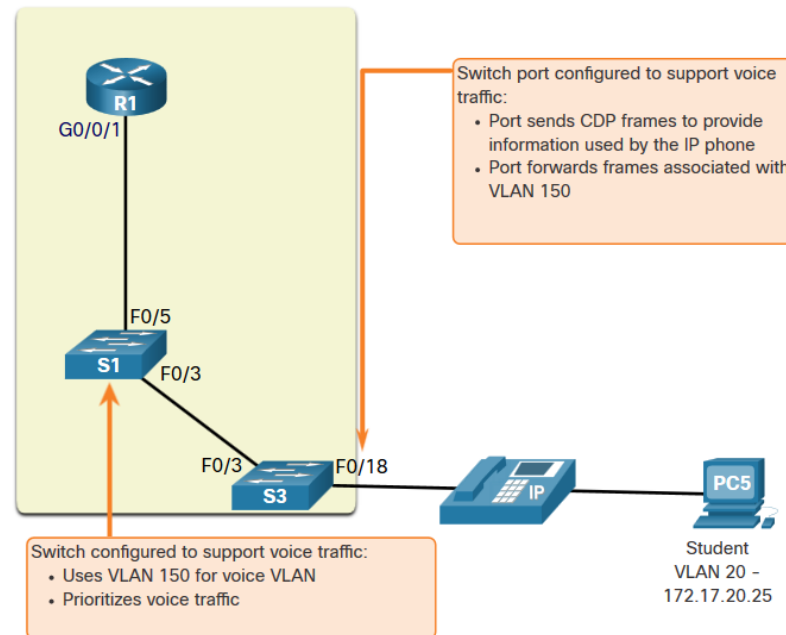 R1
G0/0/1
Switch port configured to support voice
traffic:
• Port sends CDP frames to provide
information used by the IP phone
• Port forwards frames associated with
VLAN 150
F0/5
S1
F0/3
F0/3
S3
F0/18
IP
PC5
Student
VLAN 20 –
172.17.20.25
Switch configured to support voice traffic:
• Uses VLAN 150 for voice VLAN
• Prioritizes voice traffic